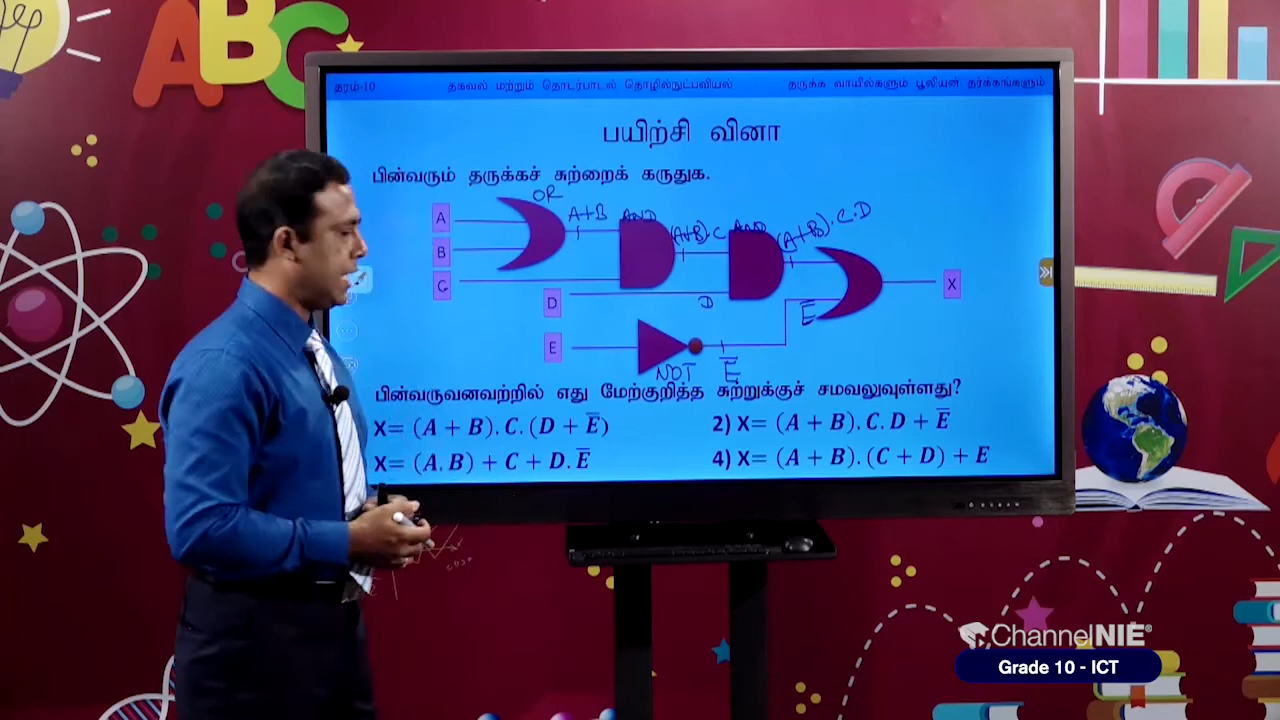 ABC
தரம்-10 தகவல் மற்றும் தொடர்பாடல் தொழில்நுட்பவியல் தருக்க வாயில்களும் பூலியன் தர்க்கங்களும்
பயிற்சி வினா
பின்வரும் தருக்கச் சுற்றைக் கருதுக.
OR
A A+B AND (A+B).C AND (A+B).C.D
B
C
D D
X
E NOT E̅ E̅
பின்வருவனவற்றில் எது மேற்குறித்த சுற்றுக்குச் சமவலுவுள்ளது?
X= (A + B). C. (D + E̅) 2) X= (A + B). C. D + E̅
X= (A. B) + C + D. E̅ 4) X= (A + B). (C + D) + E
ChannelNIE®
Grade 10 - ICT